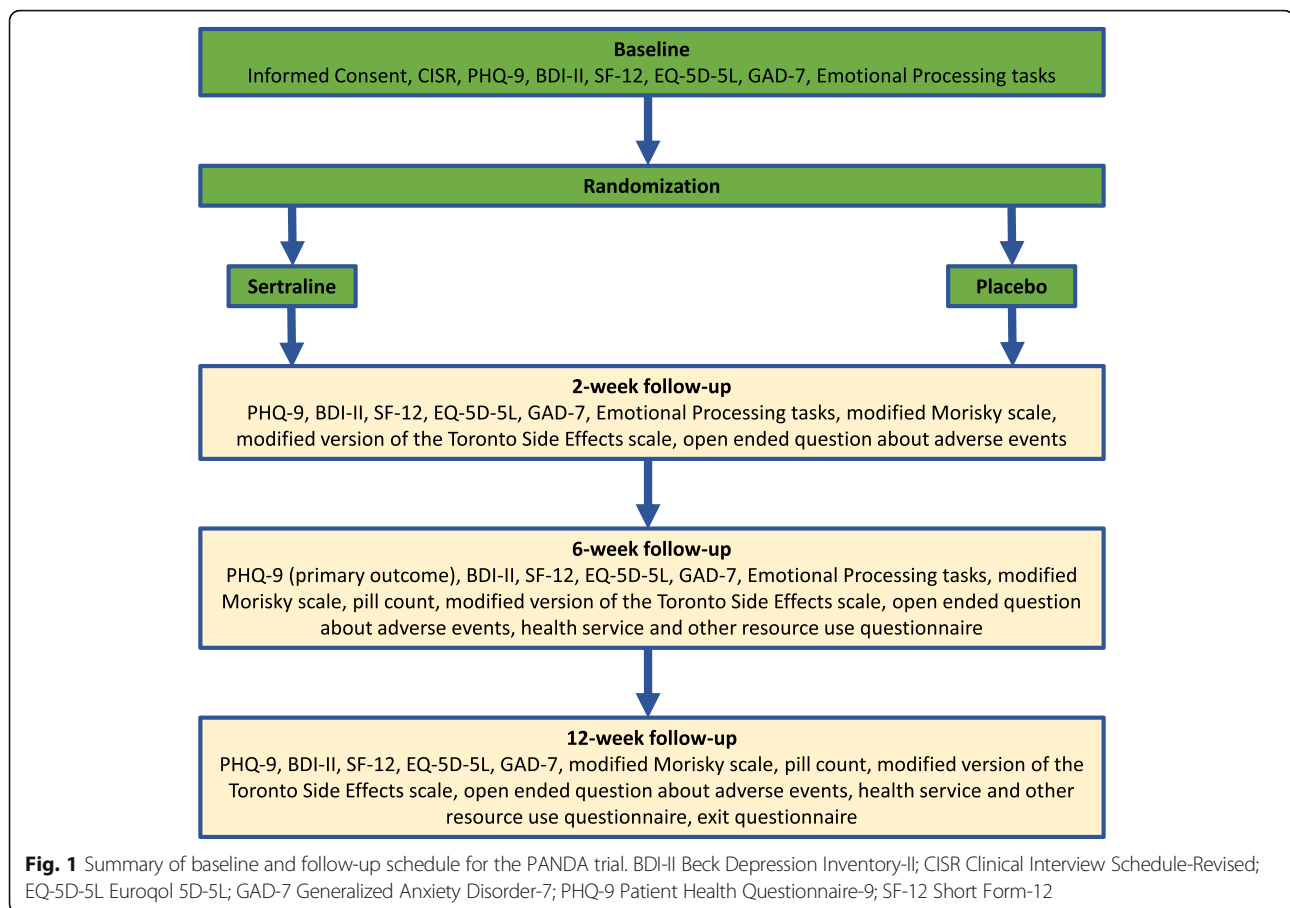 Baseline
Informed Consent, CISR, PHQ-9, BDI-II, SF-12, EQ-5D-5L, GAD-7, Emotional Processing tasks
Randomization
Sertraline
Placebo
2-week follow-up
PHQ-9, BDI-II, SF-12, EQ-5D-5L, GAD-7, Emotional Processing tasks, modified Morisky scale,
modified version of the Toronto Side Effects scale, open ended question about adverse events
6-week follow-up
PHQ-9 (primary outcome), BDI-II, SF-12, EQ-5D-5L, GAD-7, Emotional Processing tasks, modified
Morisky scale, pill count, modified version of the Toronto Side Effects scale, open ended question
about adverse events, health service and other resource use questionnaire
12-week follow-up
PHQ-9, BDI-II, SF-12, EQ-5D-5L, GAD-7, modified Morisky scale, pill count, modified version of the
Toronto Side Effects scale, open ended question about adverse events, health service and other
resource use questionnaire, exit questionnaire
Fig. 1 Summary of baseline and follow-up schedule for the PANDA trial. BDI-II Beck Depression Inventory-II; CISR Clinical Interview Schedule-Revised;
EQ-5D-5L Euroqol 5D-5L; GAD-7 Generalized Anxiety Disorder-7; PHQ-9 Patient Health Questionnaire-9; SF-12 Short Form-12